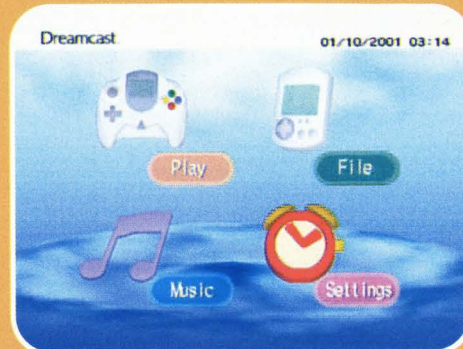 Dreamcast
01/10/2001 03:14
Play
File
Music
Settings